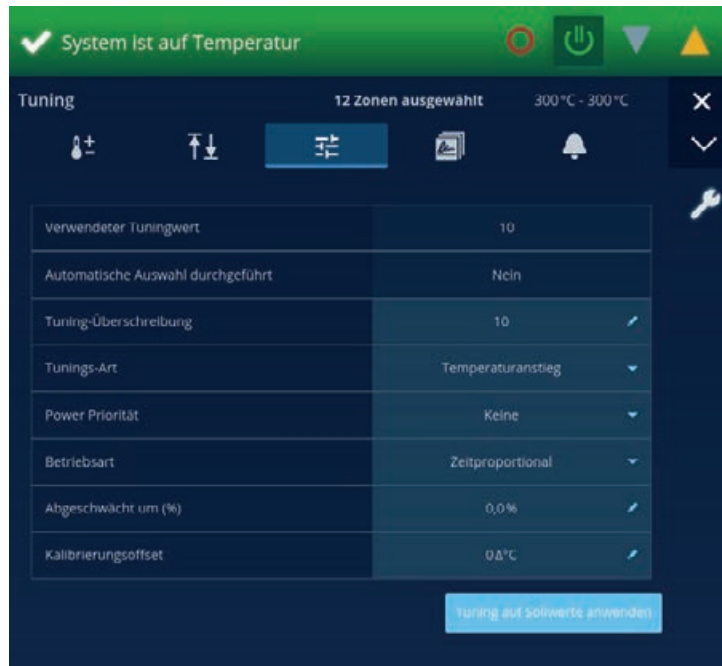 System ist auf Temperatur
Tuning 12 Zonen ausgewählt 300°C - 300°C
Verwendeter Tuningwert 10
Automatische Auswahl durchgeführt Nein
Tuning-Überschreibung 10
Tunings-Art Temperaturanstieg
Power Priorität Keine
Betriebsart Zeitproportional
Abgeschwächt um (%) 0,0%
Kalibrierungsoffset 0Δ°C
Tuning auf Sollwerte anwenden